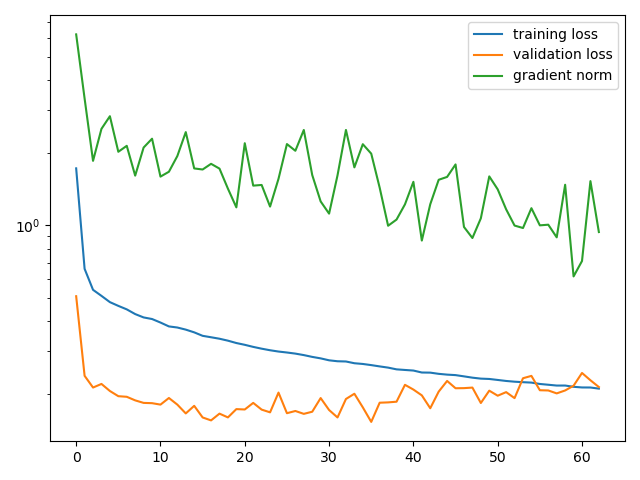 training loss
validation loss
gradient norm
10⁰
0 10 20 30 40 50 60